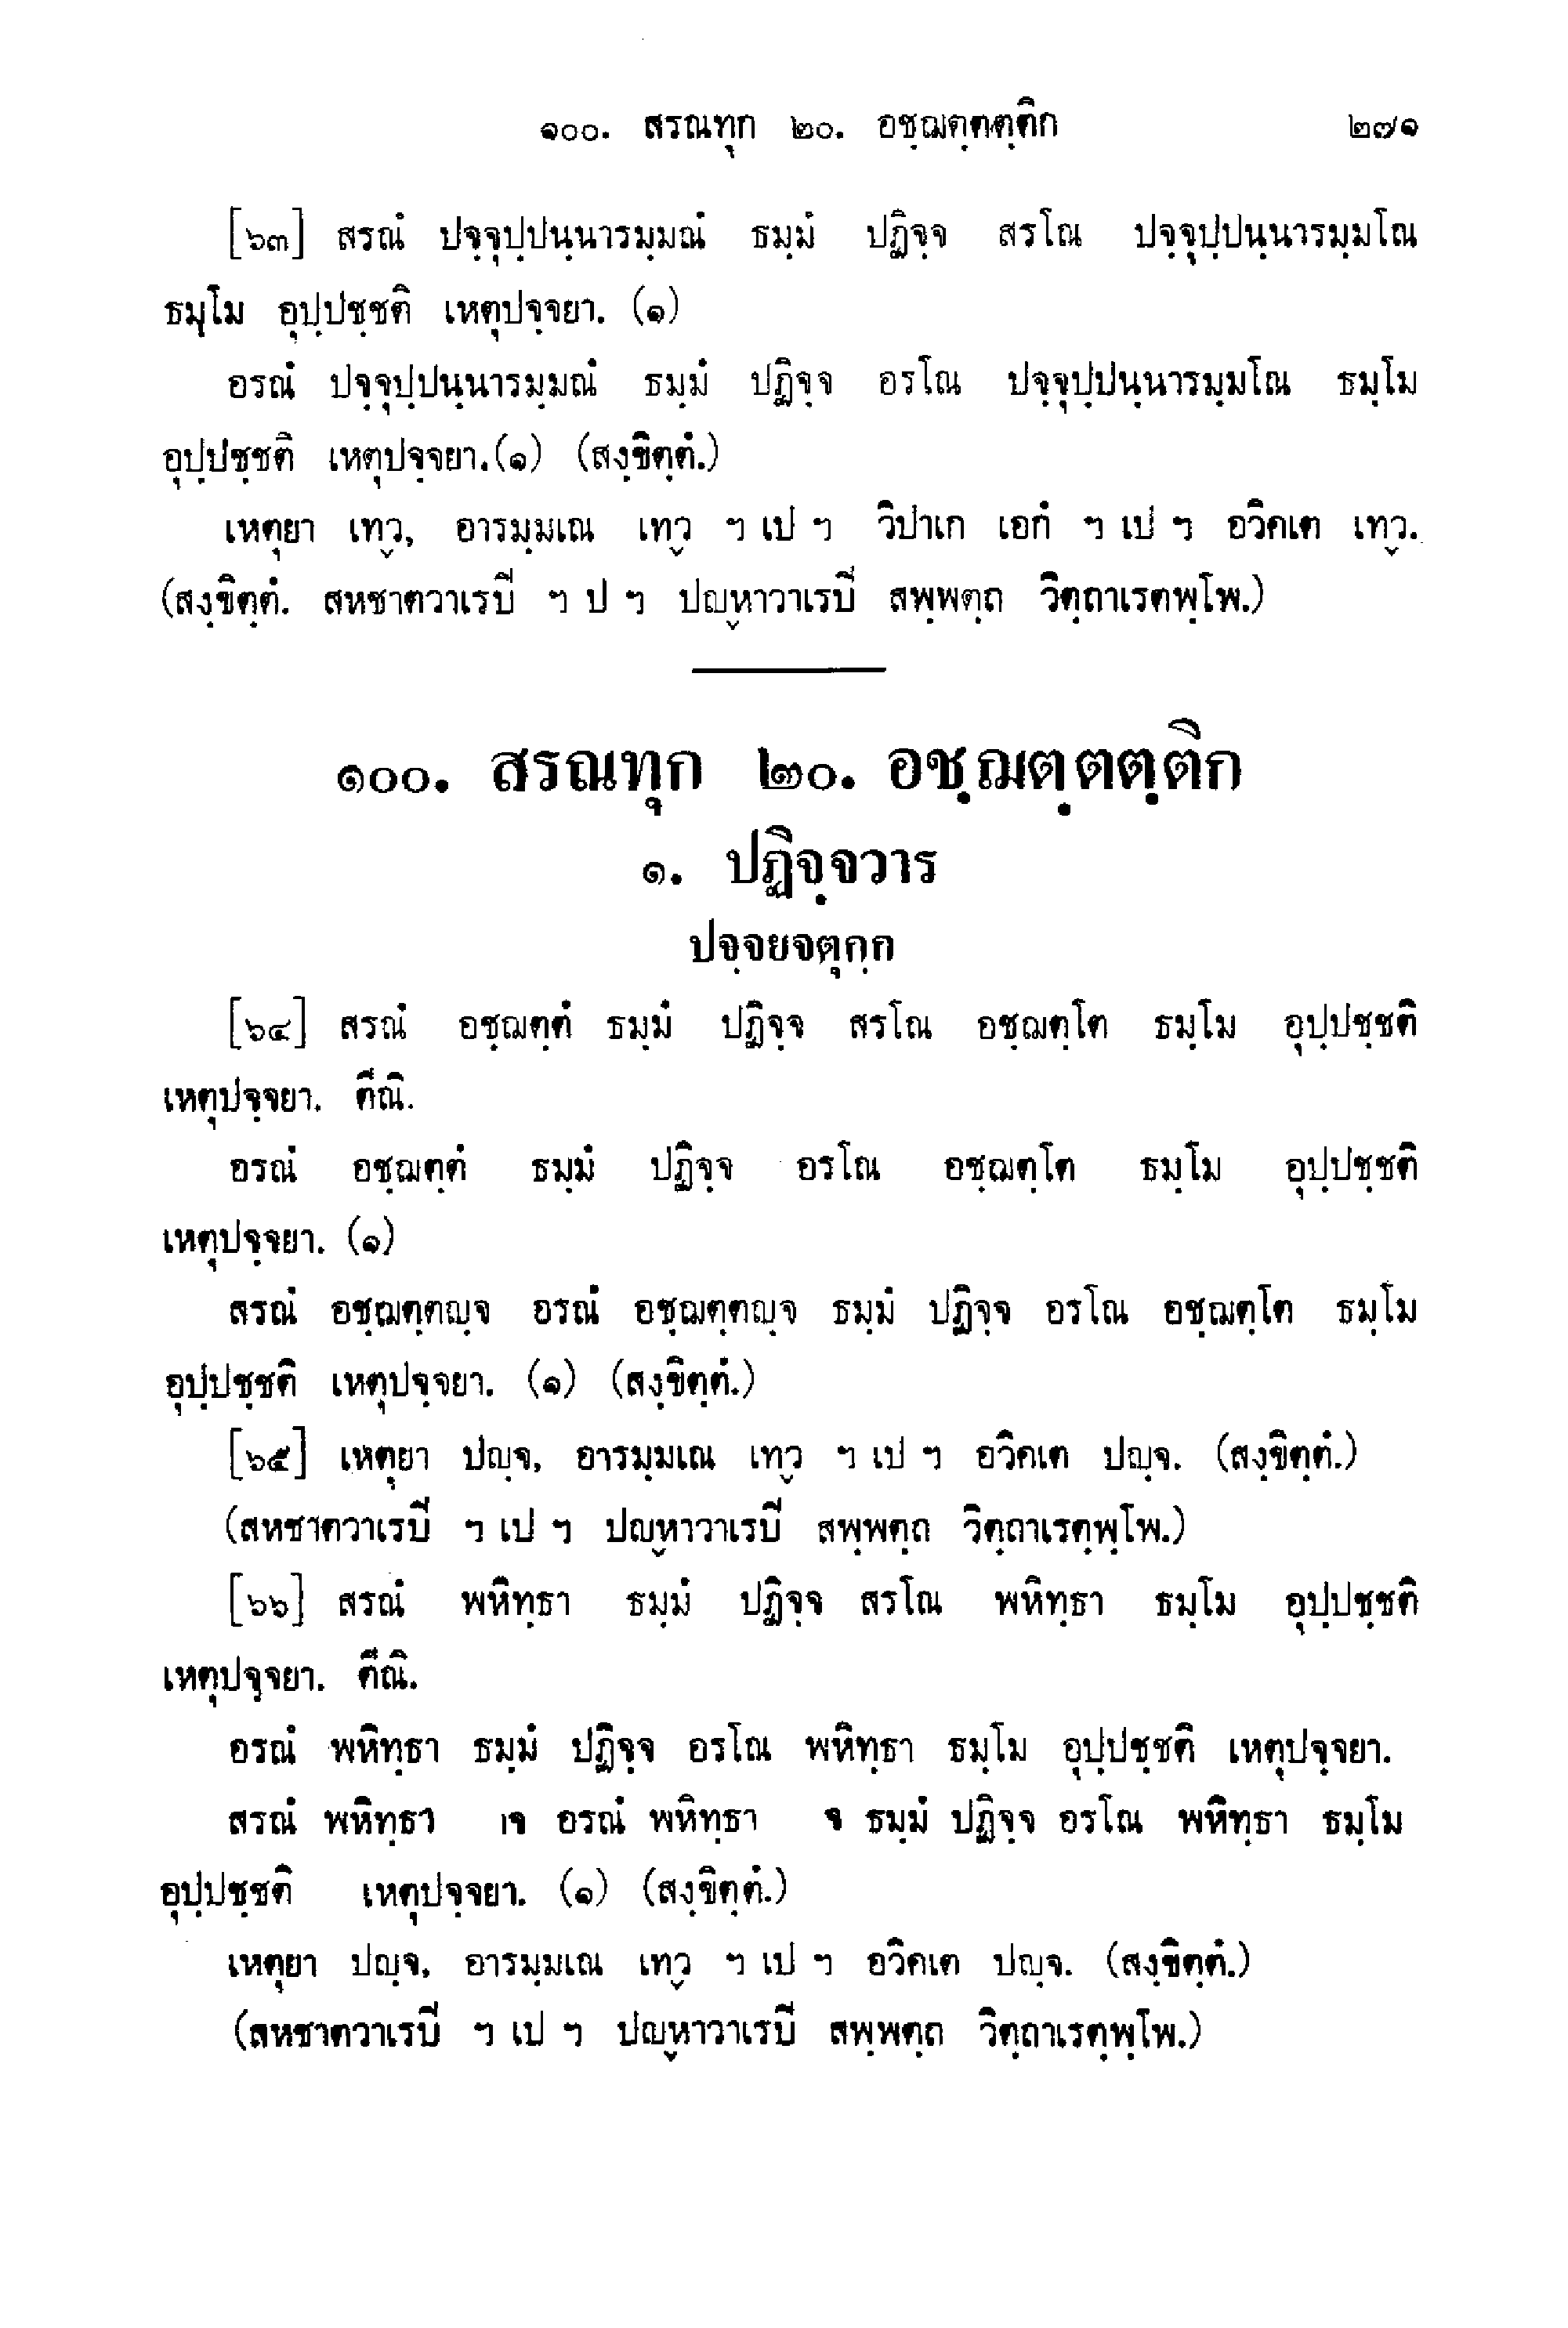 ๑๐๐. สรณทุก ๒๐. อชฺฌตฺตตฺติก ๒๗๑
[๖๓] สรณํ ปจฺจุปฺปนฺนารมฺมณํ ธมฺมํ ปฏิจฺจ สรโณ ปจฺจุปฺปนฺนารมฺมโณ
ธมฺโม อุปฺปชฺชติ เหตุปจฺจยา. (๑)
อรณํ ปจฺจุปฺปนฺนารมฺมณํ ธมฺมํ ปฏิจฺจ อรโณ ปจฺจุปฺปนฺนารมฺมโณ ธมฺโม
อุปฺปชฺชติ เหตุปจฺจยา.(๑) (สงฺขิตฺตํ.)
เหตุยา เทฺว, อารมฺมเณ เทฺว ฯ เป ฯ วิปาเก เอกํ ฯ เป ฯ อวิคเต เทฺว.
(สงฺขิตฺตํ. สหชาตวาเรปิ ฯ ป ฯ ปญฺหาวาเรปิ สพฺพตฺถ วิตฺถาเรตพฺโพ.)
๑๐๐. สรณทุก ๒๐. อชฺฌตฺตตฺติก
๑. ปฏิจฺจวาร
ปจฺจยจตุกฺก
[๖๔] สรณํ อชฺฌตฺตํ ธมฺมํ ปฏิจฺจ สรโณ อชฺฌตฺโต ธมฺโม อุปฺปชฺชติ
เหตุปจฺจยา. ตีณิ.
อรณํ อชฺฌตฺตํ ธมฺมํ ปฏิจฺจ อรโณ อชฺฌตฺโต ธมฺโม อุปฺปชฺชติ
เหตุปจฺจยา. (๑)
สรณํ อชฺฌตฺตญฺจ อรณํ อชฺฌตฺตญฺจ ธมฺมํ ปฏิจฺจ อรโณ อชฺฌตฺโต ธมฺโม
อุปฺปชฺชติ เหตุปจฺจยา. (๑) (สงฺขิตฺตํ.)
[๖๕] เหตุยา ปญฺจ, อารมฺมเณ เทฺว ฯ เป ฯ อวิคเต ปญฺจ. (สงฺขิตฺตํ.)
(สหชาตวาเรปิ ฯ เป ฯ ปญฺหาวาเรปิ สพฺพตฺถ วิตฺถาเรตฺพฺโพ.)
[๖๖] สรณํ พหิทฺธา ธมฺมํ ปฏิจฺจ สรโณ พหิทฺธา ธมฺโม อุปฺปชฺชติ
เหตุปจฺจยา. ตีณิ.
อรณํ พหิทฺธา ธมฺมํ ปฏิจฺจ อรโณ พหิทฺธา ธมฺโม อุปฺปชฺชติ เหตุปจฺจยา.
สรณํ พหิทฺธา จ อรณํ พหิทฺธา จ ธมฺมํ ปฏิจฺจ อรโณ พหิทฺธา ธมฺโม
อุปฺปชฺชติ เหตุปจฺจยา. (๑) (สงฺขิตฺตํ.)
เหตุยา ปญฺจ, อารมฺมเณ เทฺว ฯ เป ฯ อวิคเต ปญฺจ. (สงฺขิตฺตํ.)
(สหชาตวาเรปิ ฯ เป ฯ ปญฺหาวาเรปิ สพฺพตฺถ วิตฺถาเรตฺพฺโพ.)